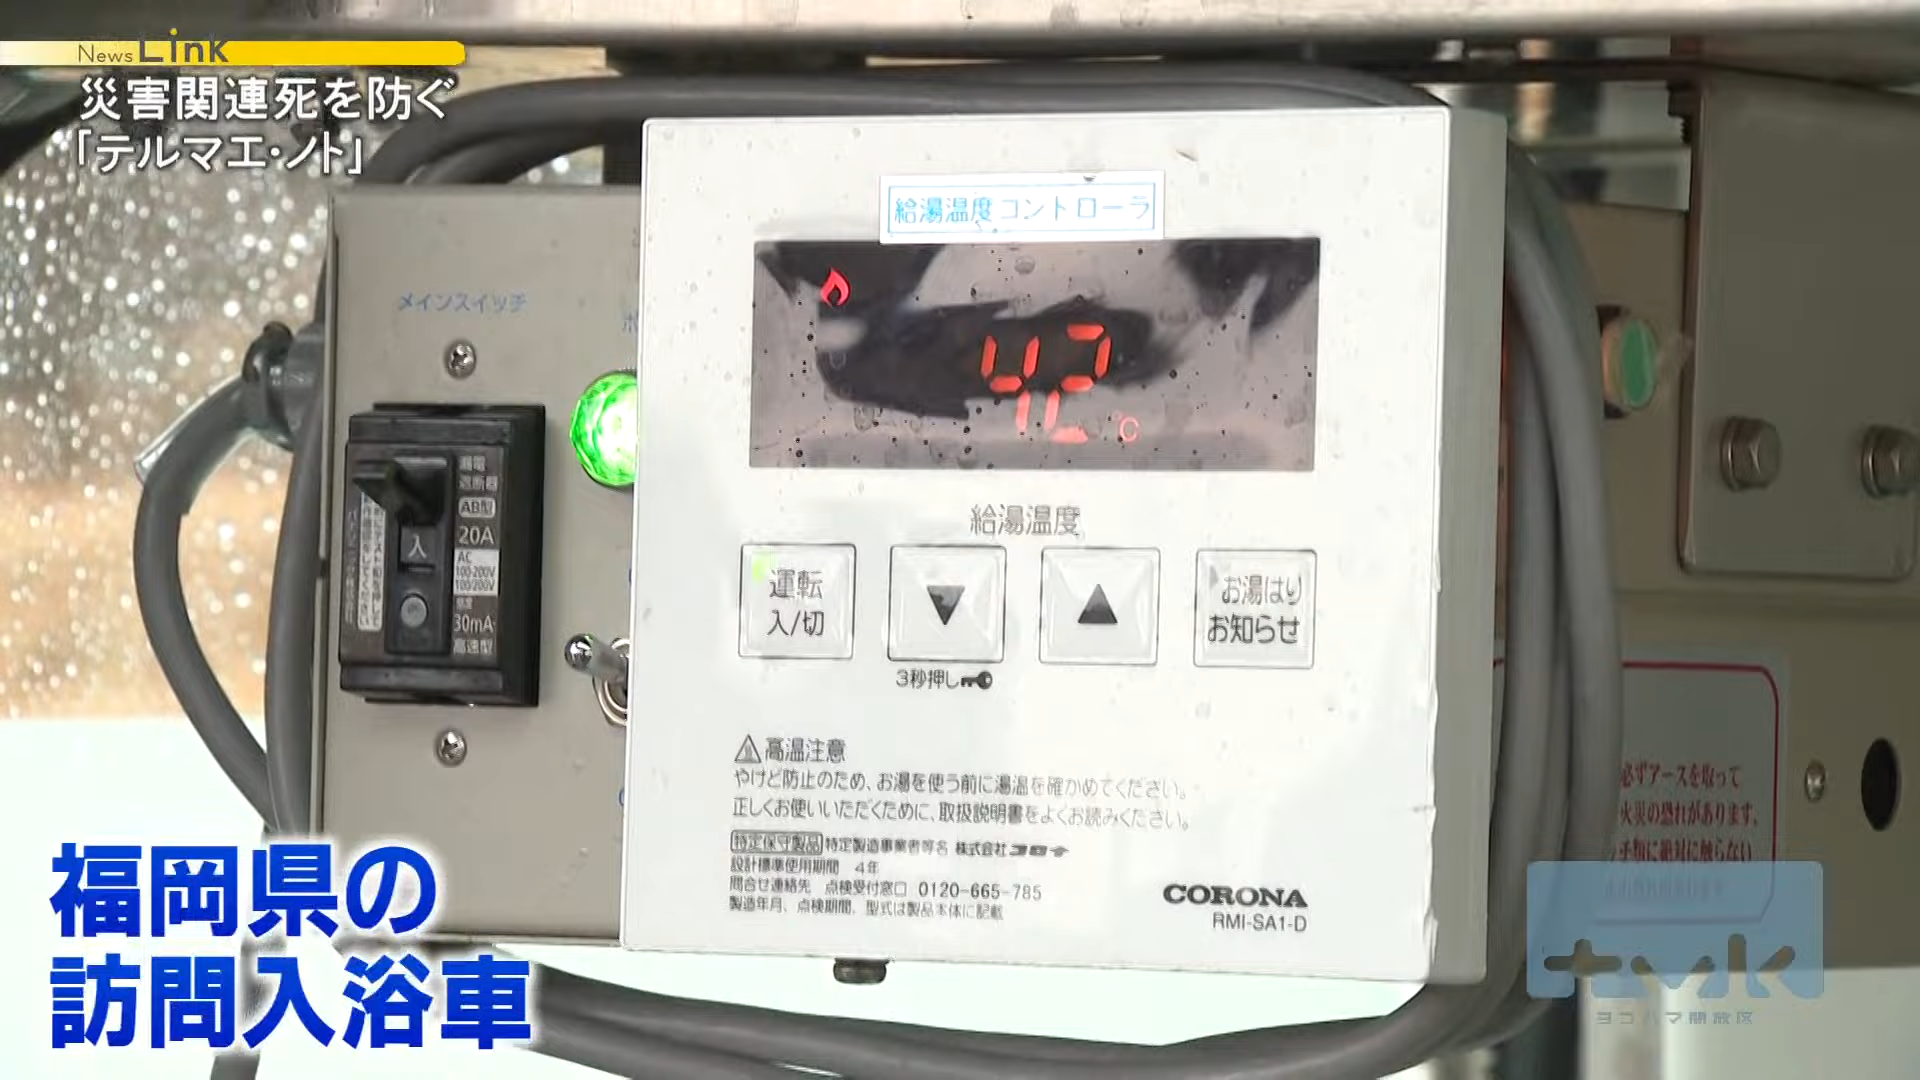 News Link
災害関連死を防ぐ
「テルマエ・ノト」
給湯温度コントローラ
メインスイッチ
42
℃
漏電
遮断器
AB型
20A
AC
100-200V
100/200V
30mA
高速型
入
給湯温度
運転
入/切
▼
▲
お湯はり
お知らせ
3秒押し
高温注意
やけど防止のため、お湯を使う前に湯温を確かめてください。
正しくお使いいただくために、取扱説明書をよくお読みください。
特定保守製品 特定製造事業者等名 株式会社コロナ
設計標準使用期間 4年
問合せ連絡先 点検受付窓口 0120-665-785
製造年月、点検期間、型式は製品本体に記載
CORONA
RMI-SA1-D
必ずアースを取って
火災の恐れがあります。
チ類に絶対に触らない
福岡県の
訪問入浴車
tvk
ヨコハマ開放区